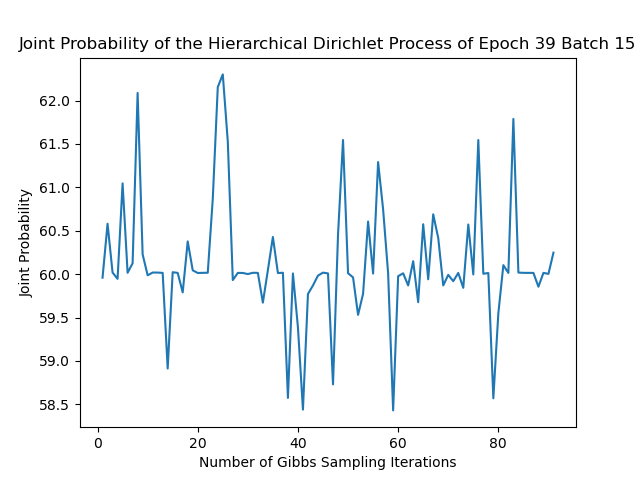 Joint Probability of the Hierarchical Dirichlet Process of Epoch 39 Batch 15
62.0
61.5
61.0
60.5
60.0
59.5
59.0
58.5
Joint Probability
0 20 40 60 80
Number of Gibbs Sampling Iterations